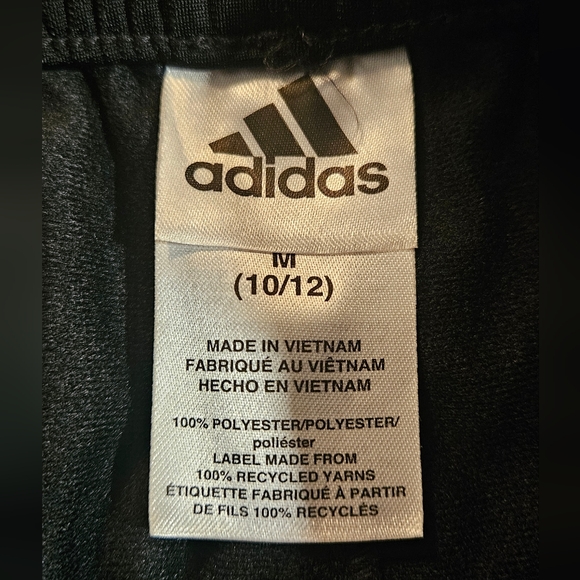 adidas
M
(10/12)
MADE IN VIETNAM
FABRIQUÉ AU VIÊTNAM
HECHO EN VIETNAM
100% POLYESTER/POLYESTER/
poliéster
LABEL MADE FROM
100% RECYCLED YARNS
ÉTIQUETTE FABRIQUÉ À PARTIR
DE FILS 100% RECYCLÉS